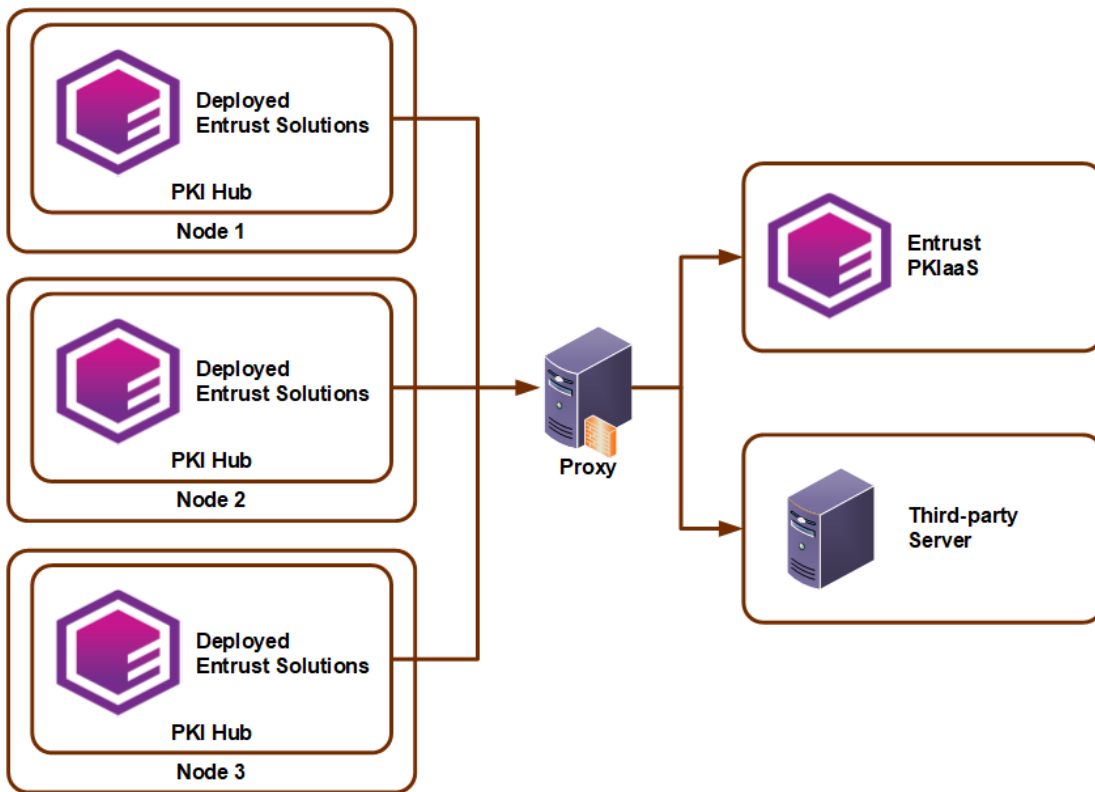 Deployed
Entrust Solutions
PKI Hub
Node 1
Deployed
Entrust Solutions
PKI Hub
Node 2
Deployed
Entrust Solutions
PKI Hub
Node 3
Proxy
Entrust
PKIaaS
Third-party
Server